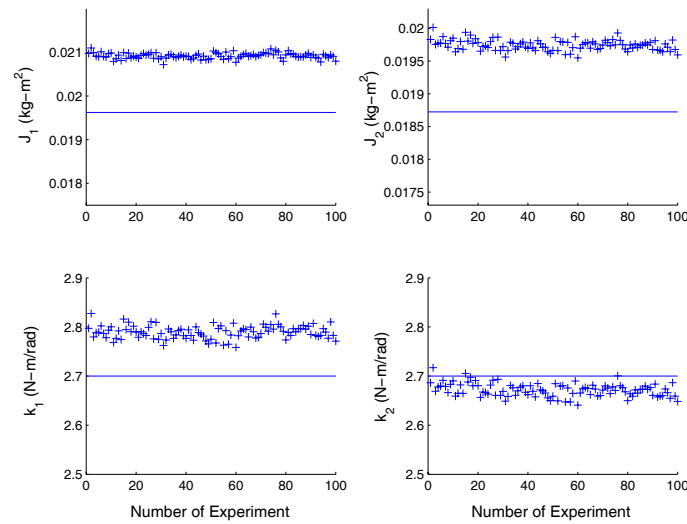 0.021
0.02
0.019
0.018
J_1 (kg−m²)
0 20 40 60 80 100
0.02
0.0195
0.019
0.0185
0.018
0.0175
J_2 (kg−m²)
0 20 40 60 80 100
2.9
2.8
2.7
2.6
2.5
k_1 (N−m/rad)
0 20 40 60 80 100
Number of Experiment
2.9
2.8
2.7
2.6
2.5
k_2 (N−m/rad)
0 20 40 60 80 100
Number of Experiment